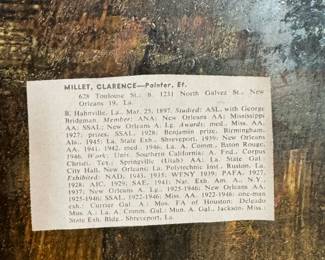 MILLET, CLARENCE—Painter, Et.
628 Toulouse St.; h. 1231 North Galvez St., New
Orleans 19, La.
B. Hahnville, La., Mar. 25, 1897. Studied: ASL, with George
Bridgman. Member: ANA; New Orleans AA; Mississippi
AA; SSAL; New Orleans A. Lg. Awards: med., Miss. AA,
1927; prizes, SSAL, 1928; Benjamin prize, Birmingham,
Ala., 1945; La. State Exh., Shreveport, 1939; New Orleans
AA, 1941, 1942, med., 1946; La. A. Comm., Baton Rouge,
1946. Work: Univ. Southern California; A. Fnd., Corpus
Christi, Tex.; Springville (Utah) AA; La. State Gal.;
City Hall, New Orleans; La. Polytechnic Inst., Ruston, La.
Exhibited: NAD, 1943, 1935; WFNY 1939; PAFA, 1927,
1928; AIC, 1929; SAE, 1941; Nat. Exh. Am. A., N.Y.,
1937; New Orleans A. Lg., 1925-1946; New Orleans AA,
1925-1946; SSAL, 1922-1946; Miss. AA, 1922-1946; one-man
exh.: Currier Gal. A.; Mus. FA of Houston; Delgado
Mus. A.; La. A. Comm. Gal.; Mun. A. Gal., Jackson, Miss.;
State Exh. Bldg., Shreveport, La.